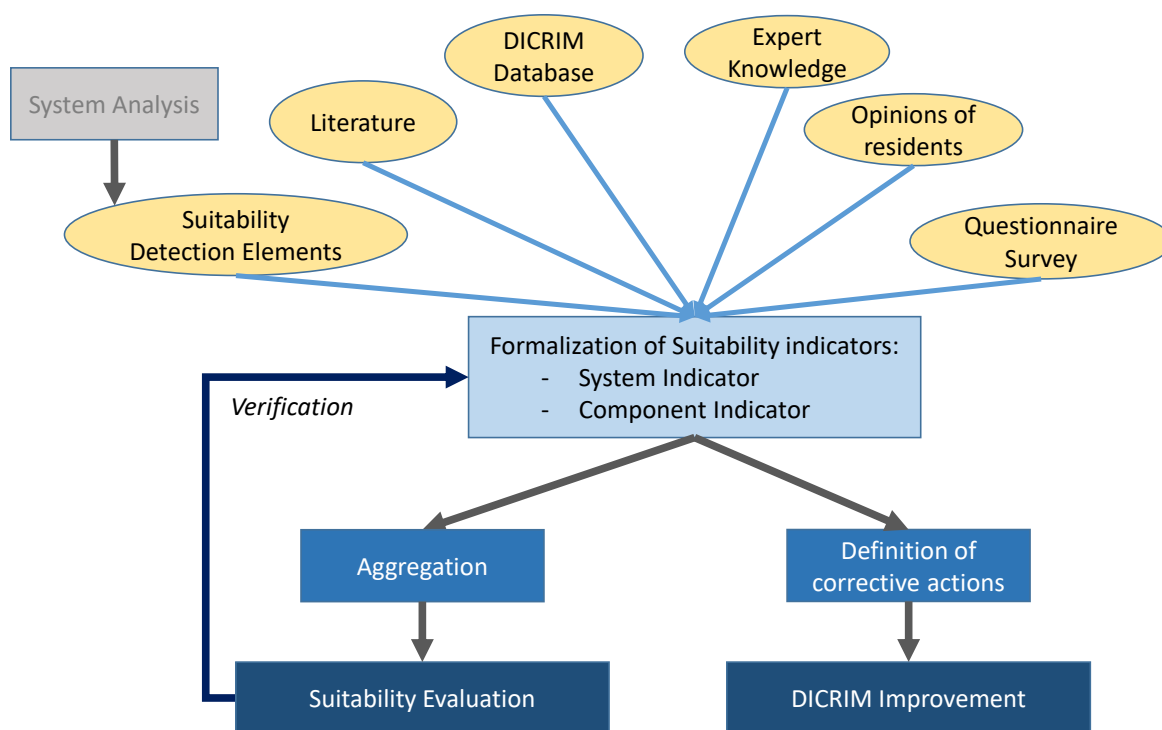 System Analysis
DICRIM
Database
Expert
Knowledge
Literature
Opinions of
residents
Suitability
Detection Elements
Questionnaire
Survey
Formalization of Suitability indicators:
- System Indicator
- Component Indicator
Verification
Aggregation
Definition of
corrective actions
Suitability Evaluation
DICRIM Improvement